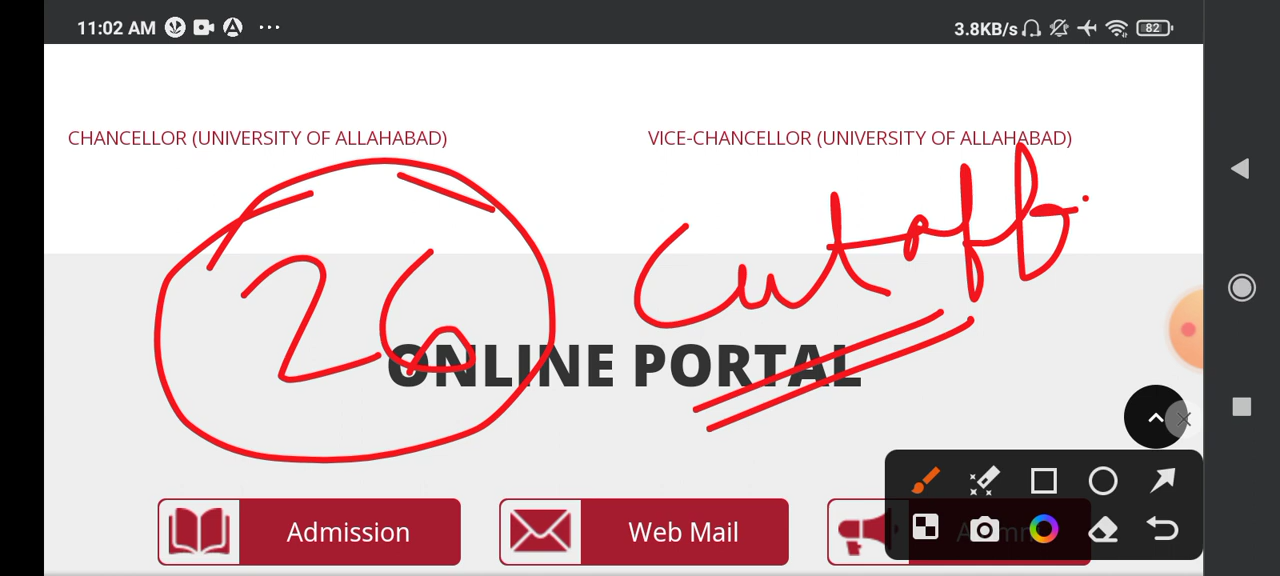 11:02 AM ... 3.8KB/s 82
CHANCELLOR (UNIVERSITY OF ALLAHABAD) VICE-CHANCELLOR (UNIVERSITY OF ALLAHABAD)
26 Cutoff
ONLINE PORTAL
Admission Web Mail